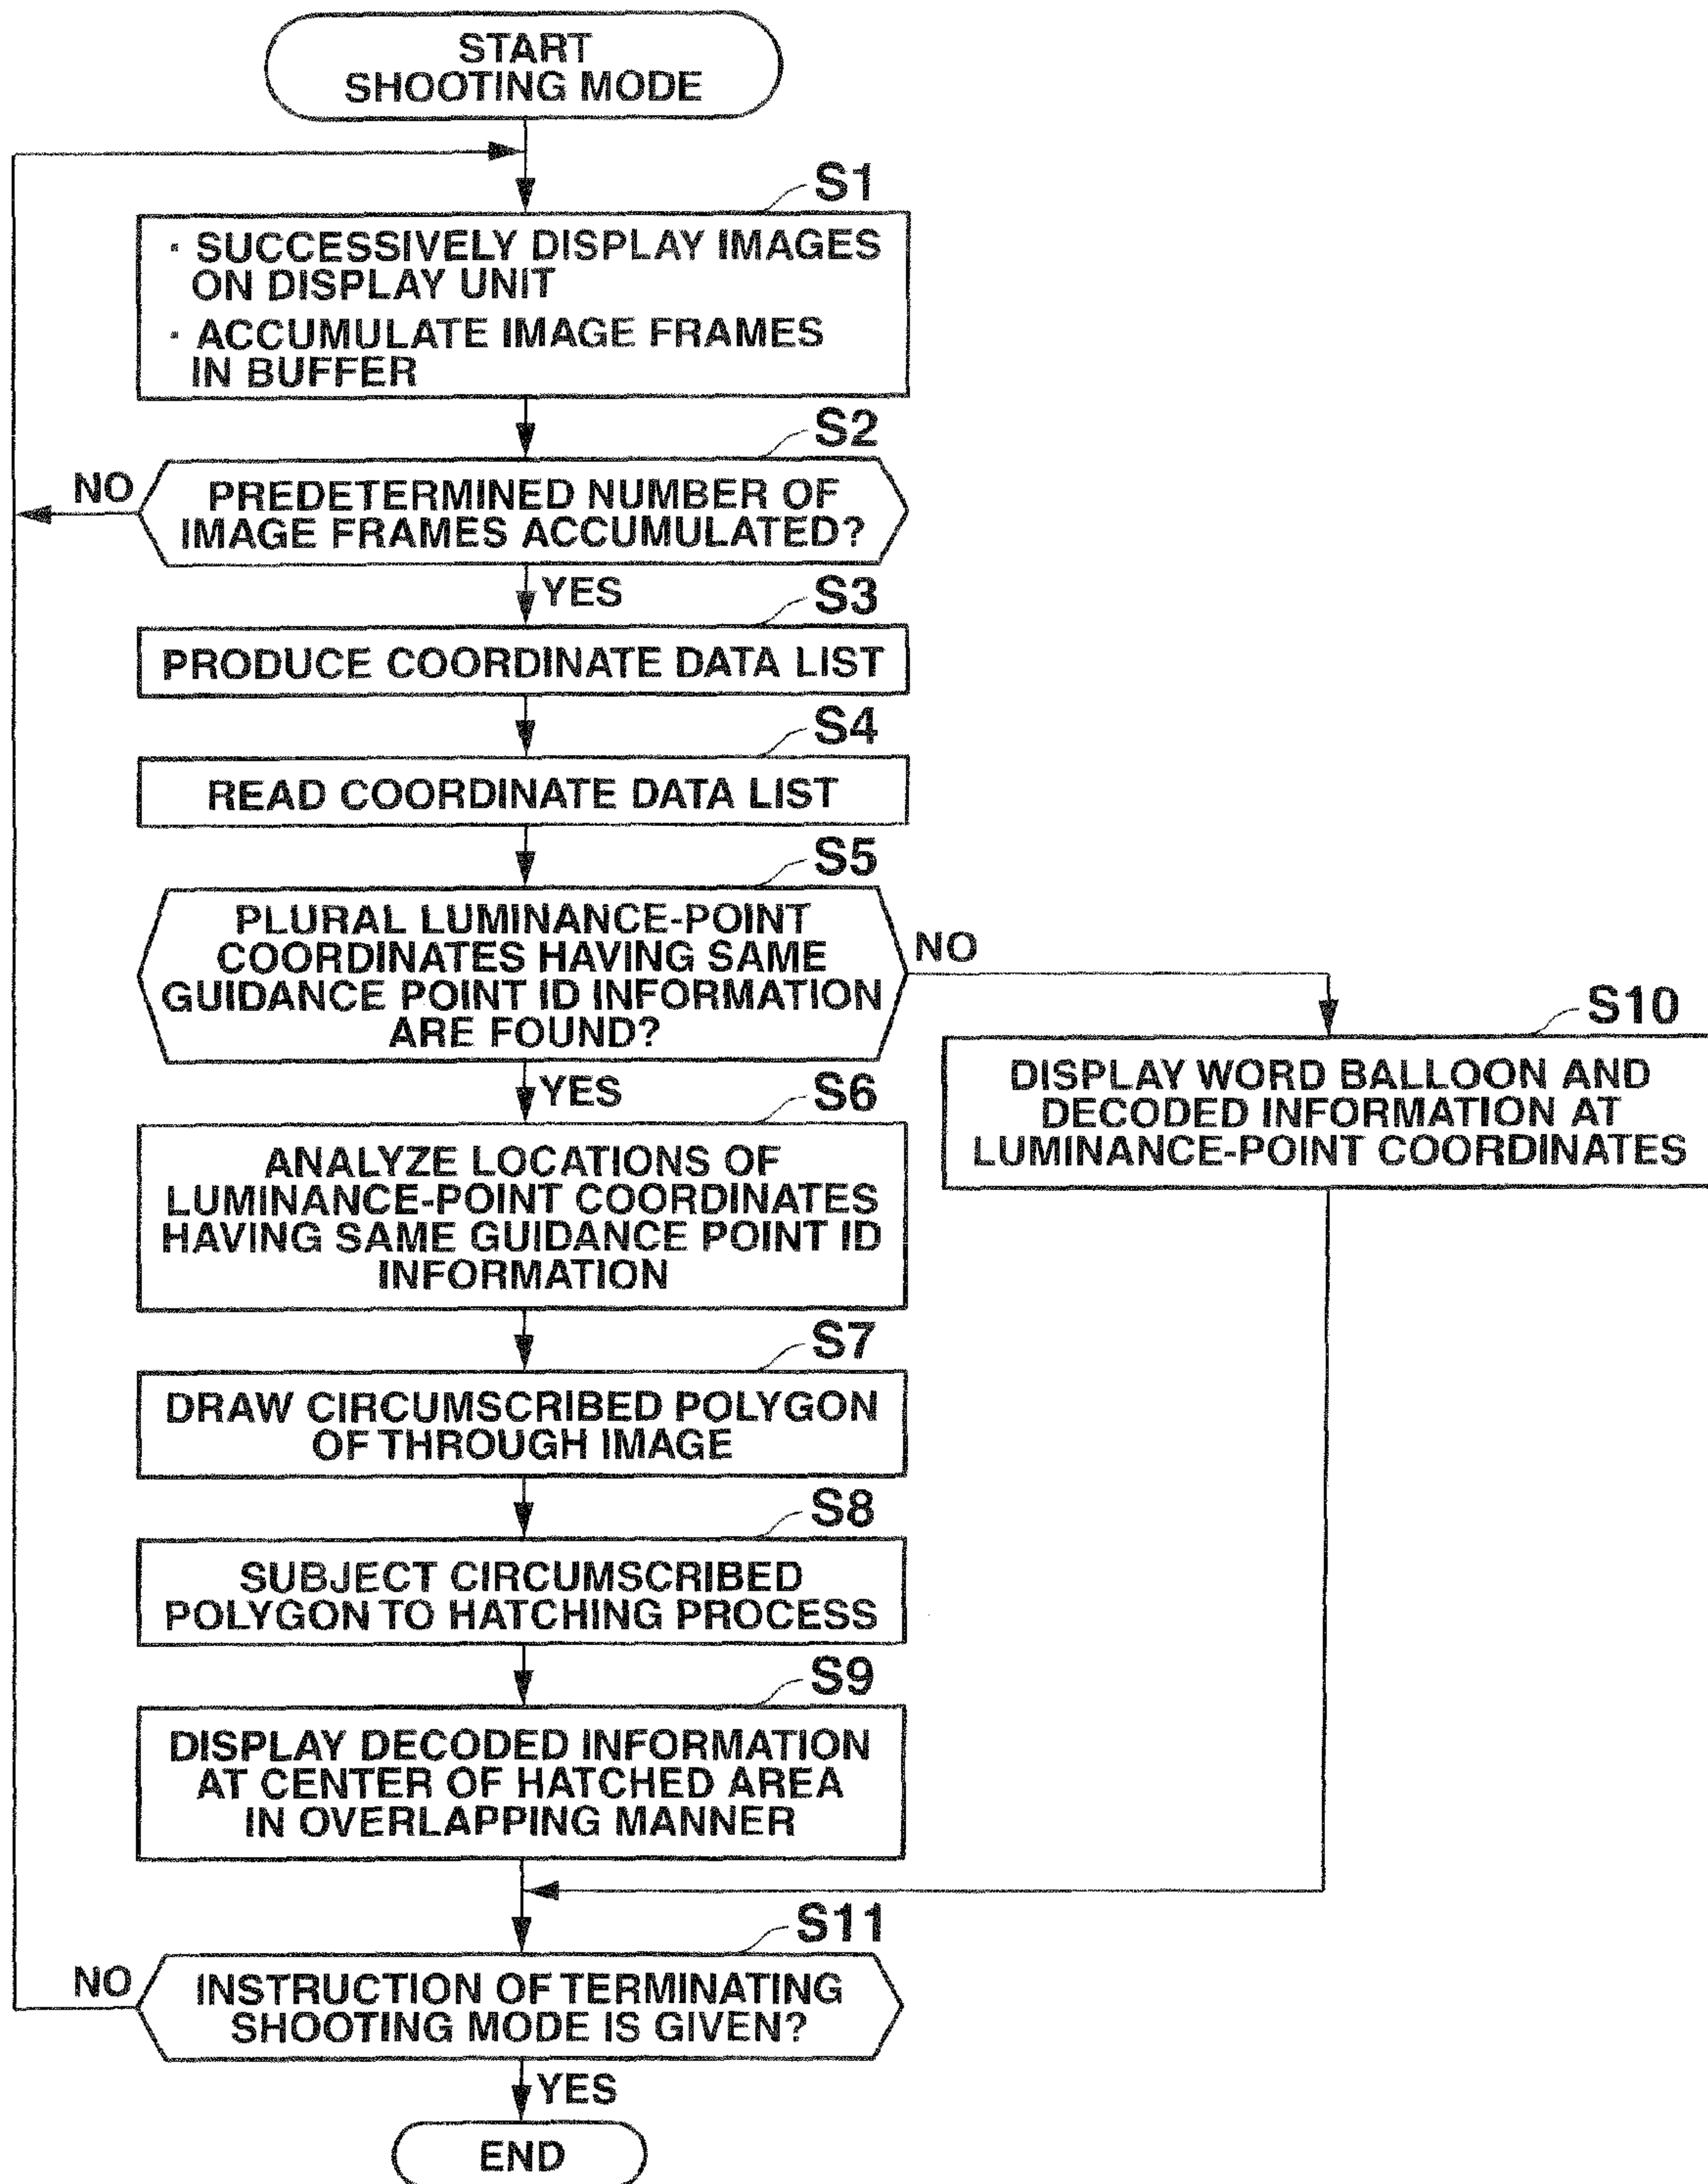 START
SHOOTING MODE
S1
· SUCCESSIVELY DISPLAY IMAGES
ON DISPLAY UNIT
· ACCUMULATE IMAGE FRAMES
IN BUFFER
S2
NO
PREDETERMINED NUMBER OF
IMAGE FRAMES ACCUMULATED?
YES
S3
PRODUCE COORDINATE DATA LIST
S4
READ COORDINATE DATA LIST
S5
PLURAL LUMINANCE-POINT
COORDINATES HAVING SAME
GUIDANCE POINT ID INFORMATION
ARE FOUND?
NO
S10
DISPLAY WORD BALLOON AND
DECODED INFORMATION AT
LUMINANCE-POINT COORDINATES
YES
S6
ANALYZE LOCATIONS OF
LUMINANCE-POINT COORDINATES
HAVING SAME GUIDANCE POINT ID
INFORMATION
S7
DRAW CIRCUMSCRIBED POLYGON
OF THROUGH IMAGE
S8
SUBJECT CIRCUMSCRIBED
POLYGON TO HATCHING PROCESS
S9
DISPLAY DECODED INFORMATION
AT CENTER OF HATCHED AREA
IN OVERLAPPING MANNER
S11
NO
INSTRUCTION OF TERMINATING
SHOOTING MODE IS GIVEN?
YES
END